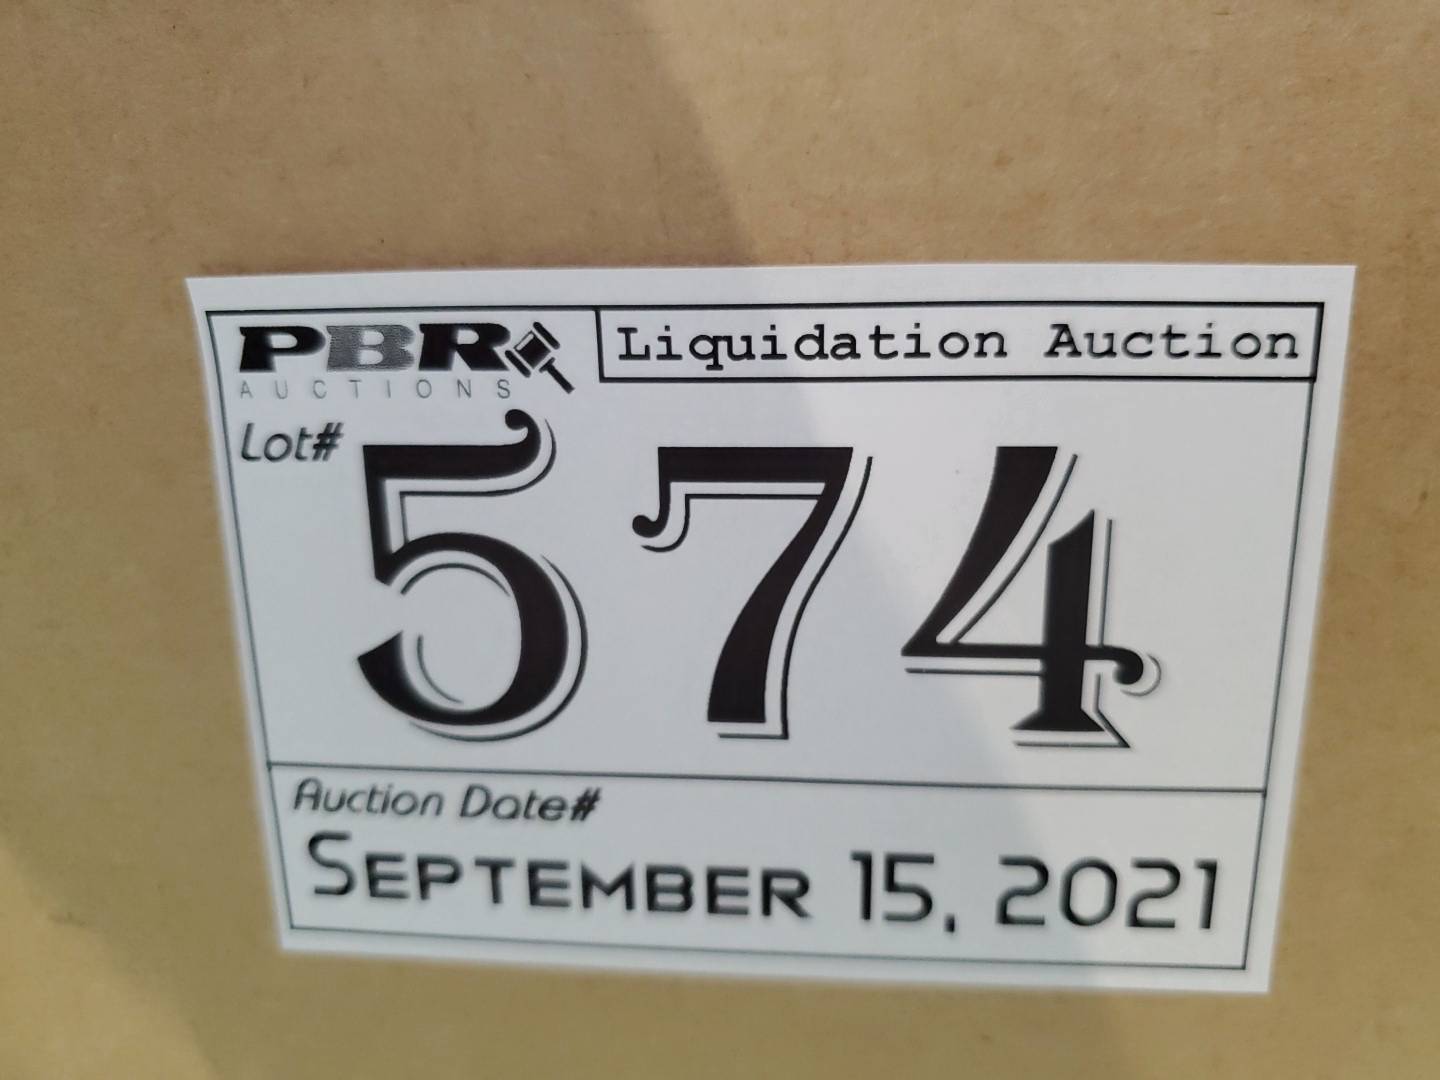 PBR
AUCTIONS
Liquidation Auction
Lot#
574
Auction Date#
September 15, 2021